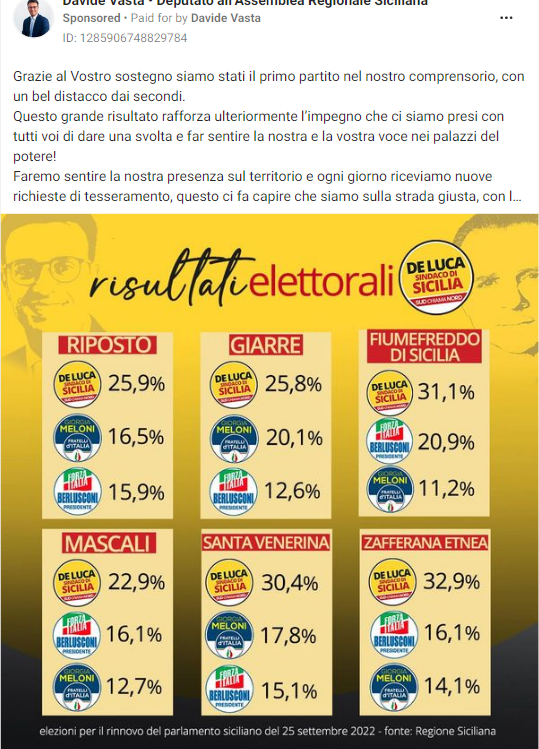 Davide Vasta • Deputato all'Assemblea Regionale Siciliana
Sponsored • Paid for by Davide Vasta
ID: 1285906748829784
Grazie al Vostro sostegno siamo stati il primo partito nel nostro comprensorio, con
un bel distacco dai secondi.
Questo grande risultato rafforza ulteriormente l'impegno che ci siamo presi con
tutti voi di dare una svolta e far sentire la nostra e la vostra voce nei palazzi del
potere!
Faremo sentire la nostra presenza sul territorio e ogni giorno riceviamo nuove
richieste di tesseramento, questo ci fa capire che siamo sulla strada giusta, con l...
risultati elettorali
DE LUCA
SINDACO DI
SICILIA
SUD CHIAMA NORD
RIPOSTO
DE LUCA
SINDACO DI
SICILIA
25,9%
GIORGIA
MELONI
FRATELLI
d'ITALIA
16,5%
FORZA
ITALIA
BERLUSCONI
PRESIDENTE
15,9%
GIARRE
DE LUCA
SINDACO DI
SICILIA
25,8%
GIORGIA
MELONI
FRATELLI
d'ITALIA
20,1%
FORZA
ITALIA
BERLUSCONI
PRESIDENTE
12,6%
FIUMEFREDDO
DI SICILIA
DE LUCA
SINDACO DI
SICILIA
31,1%
FORZA
ITALIA
BERLUSCONI
PRESIDENTE
20,9%
GIORGIA
MELONI
FRATELLI
d'ITALIA
11,2%
MASCALI
DE LUCA
SINDACO DI
SICILIA
22,9%
FORZA
ITALIA
BERLUSCONI
PRESIDENTE
16,1%
GIORGIA
MELONI
FRATELLI
d'ITALIA
12,7%
SANTA VENERINA
DE LUCA
SINDACO DI
SICILIA
30,4%
GIORGIA
MELONI
FRATELLI
d'ITALIA
17,8%
FORZA
ITALIA
BERLUSCONI
PRESIDENTE
15,1%
ZAFFERANA ETNEA
DE LUCA
SINDACO DI
SICILIA
32,9%
FORZA
ITALIA
BERLUSCONI
PRESIDENTE
16,1%
GIORGIA
MELONI
FRATELLI
d'ITALIA
14,1%
elezioni per il rinnovo del parlamento siciliano del 25 settembre 2022 - fonte: Regione Siciliana